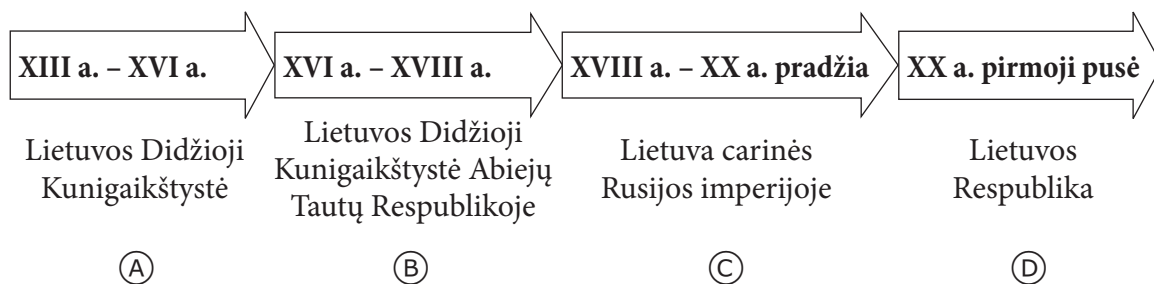 XIII a. – XVI a.
XVI a. – XVIII a.
XVIII a. – XX a. pradžia
XX a. pirmoji pusė
Lietuvos Didžioji
Kunigaikštystė
Lietuvos Didžioji
Kunigaikštystė Abiejų
Tautų Respublikoje
Lietuva carinės
Rusijos imperijoje
Lietuvos
Respublika
A
B
C
D